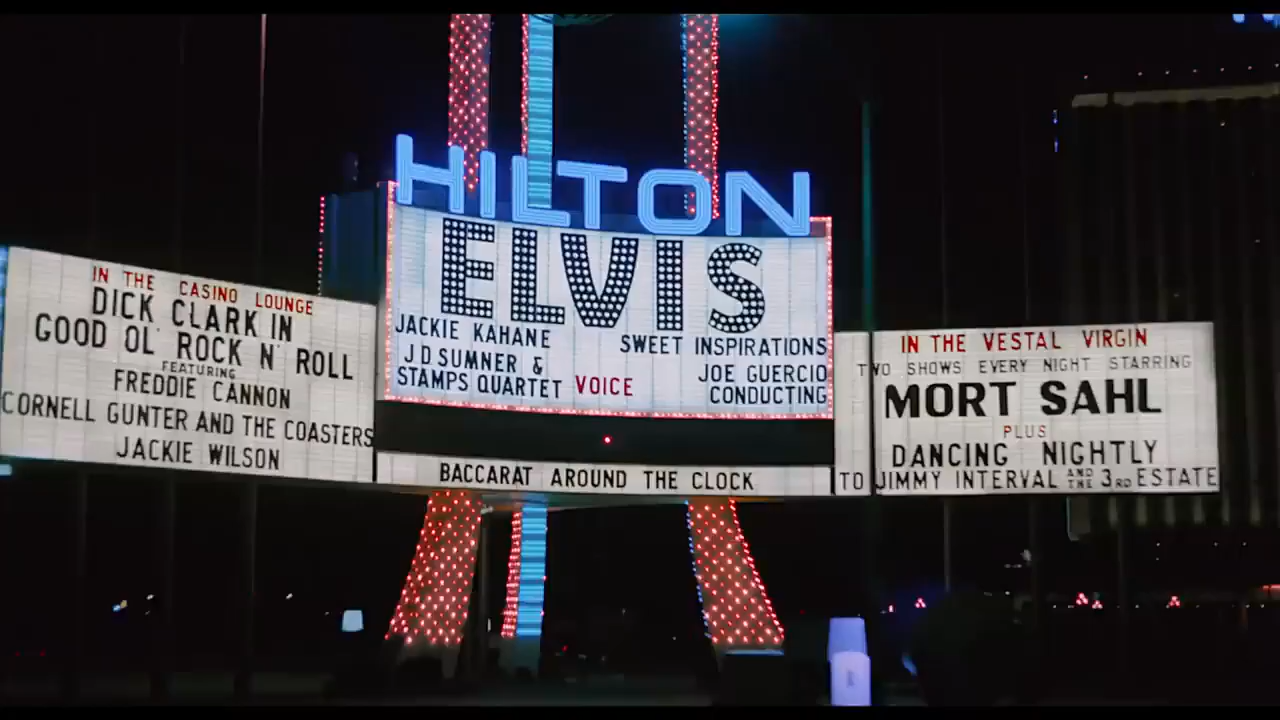 IN THE CASINO LOUNGE
DICK CLARK IN
GOOD OL' ROCK N' ROLL
FEATURING
FREDDIE CANNON
CORNELL GUNTER AND THE COASTERS
JACKIE WILSON
HILTON
ELVIS
JACKIE KAHANE
J.D SUMNER &
STAMPS QUARTET
VOICE
SWEET INSPIRATIONS
JOE GUERCIO
CONDUCTING
BACCARAT AROUND THE CLOCK
IN THE VESTAL VIRGIN
TWO SHOWS EVERY NIGHT STARRING
MORT SAHL
PLUS
DANCING NIGHTLY
TO JIMMY INTERVAL AND THE 3RD ESTATE